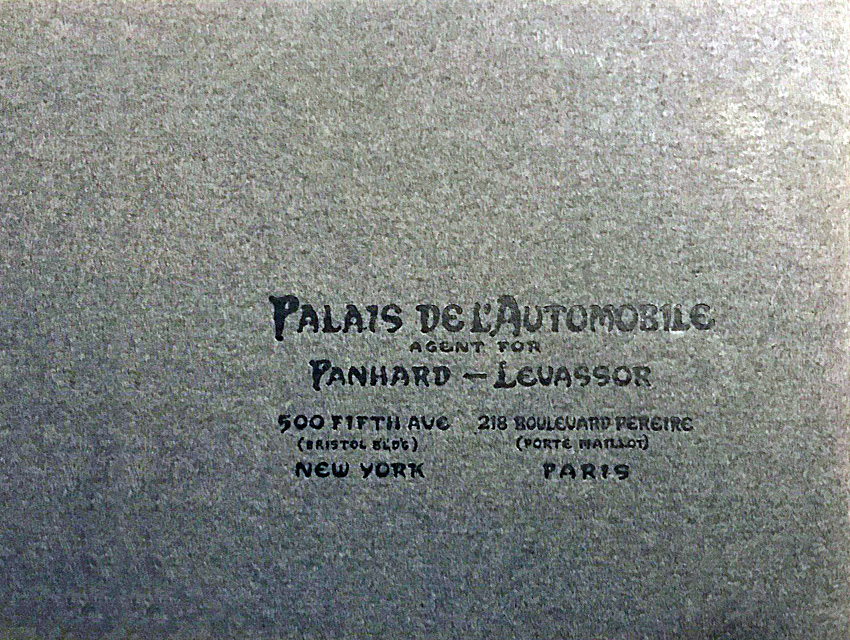 PALAIS DE L'AUTOMOBILE
AGENT FOR
PANHARD – LEVASSOR
500 FIFTH AVE 218 BOULEVARD PEREIRE
(BRISTOL BLD'G) (PORTE MAILLOT)
NEW YORK PARIS